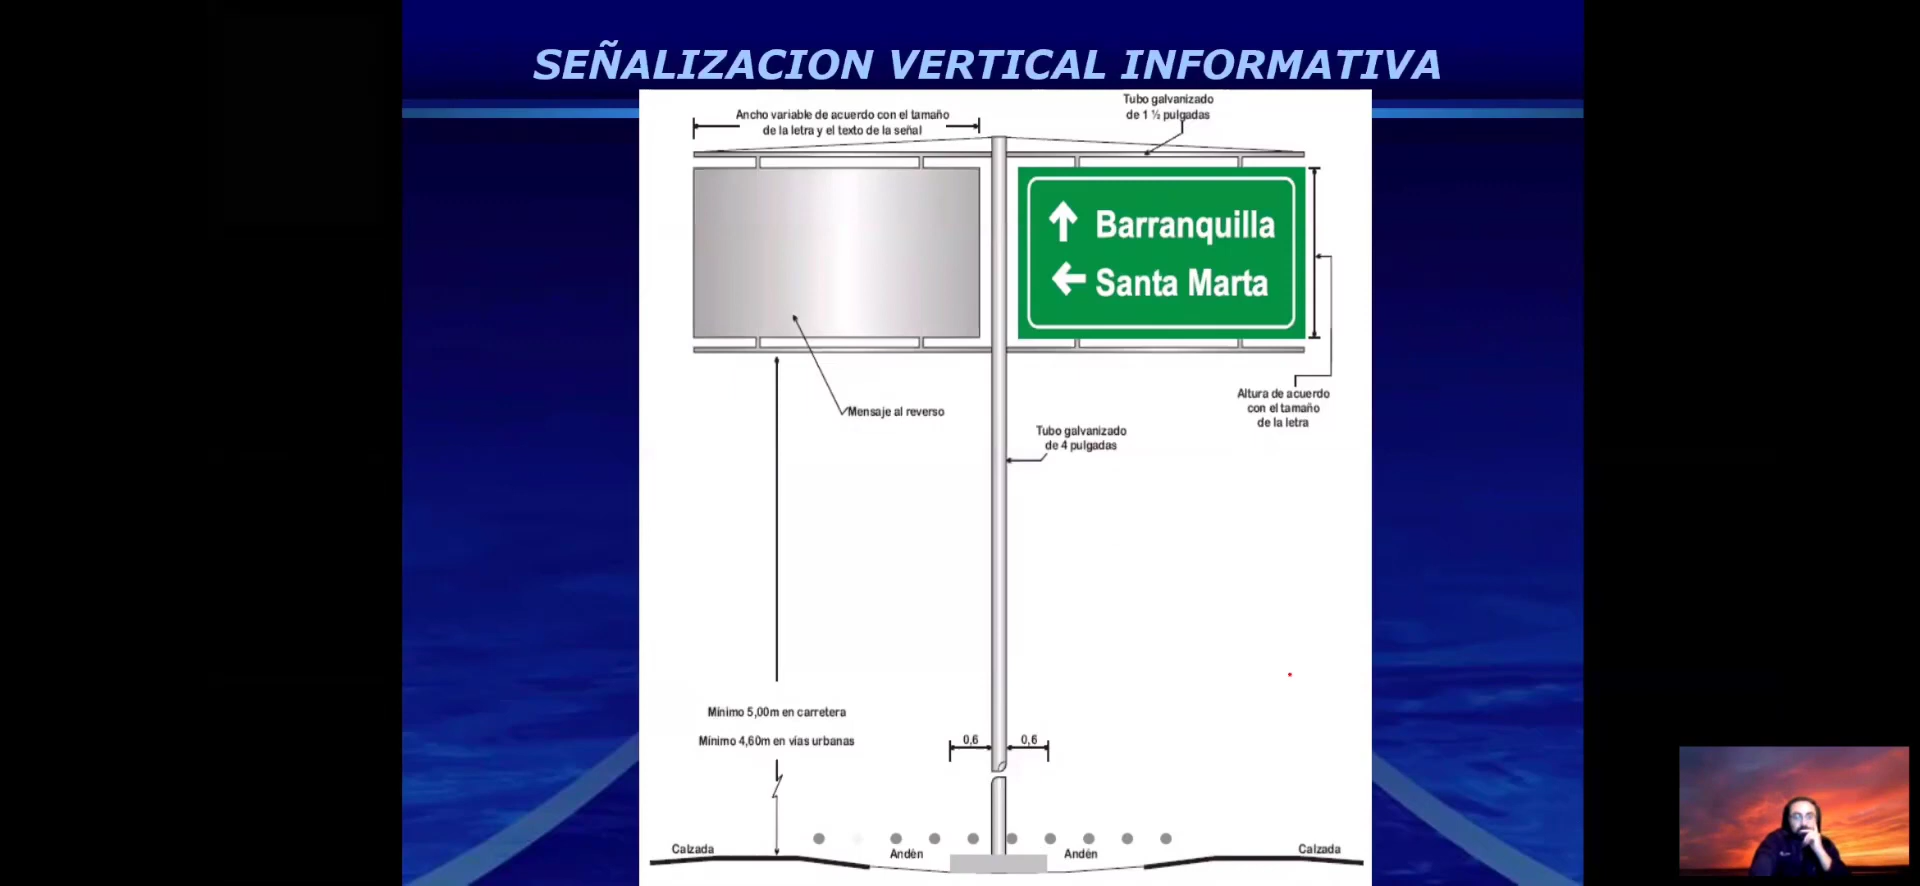 SEÑALIZACION VERTICAL INFORMATIVA
Ancho variable de acuerdo con el tamaño
de la letra y el texto de la señal
Tubo galvanizado
de 1 ½ pulgadas
Barranquilla
Santa Marta
Altura de acuerdo
con el tamaño
de la letra
Mensaje al reverso
Tubo galvanizado
de 4 pulgadas
Mínimo 5,00m en carretera
Mínimo 4,60m en vías urbanas
0,6
0,6
Calzada
Andén
Andén
Calzada